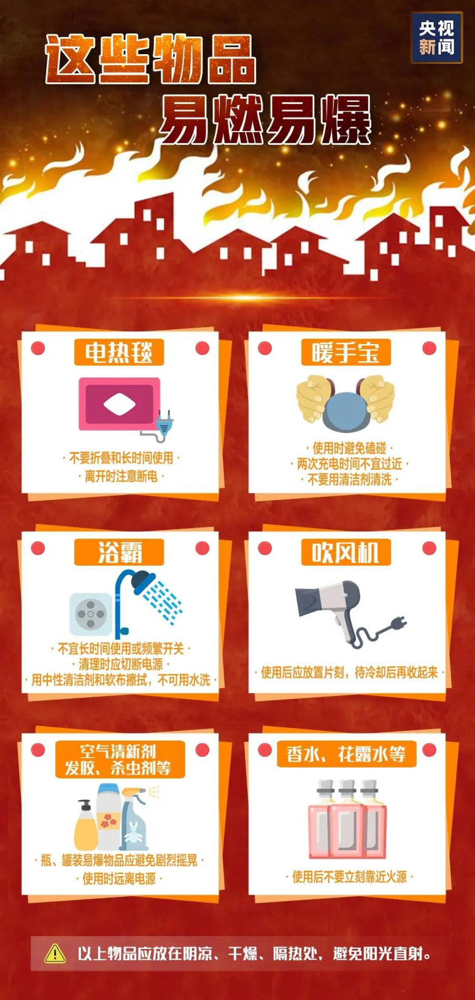 央视
新闻
这些物品
易燃易爆
电热毯
·不要折叠和长时间使用·
·离开时注意断电·
暖手宝
·使用时避免磕碰·
·两次充电时间不宜过近·
·不要用清洁剂清洗·
浴霸
·不宜长时间使用或频繁开关·
·清理时应切断电源·
·用中性清洁剂和软布擦拭，不可用水洗·
吹风机
·使用后应放置片刻，待冷却后再收起来·
空气清新剂
发胶、杀虫剂等
·瓶、罐装易爆物品应避免剧烈摇晃·
·使用时远离电源·
香水、花露水等
·使用后不要立刻靠近火源·
以上物品应放在阴凉、干燥、隔热处，避免阳光直射。